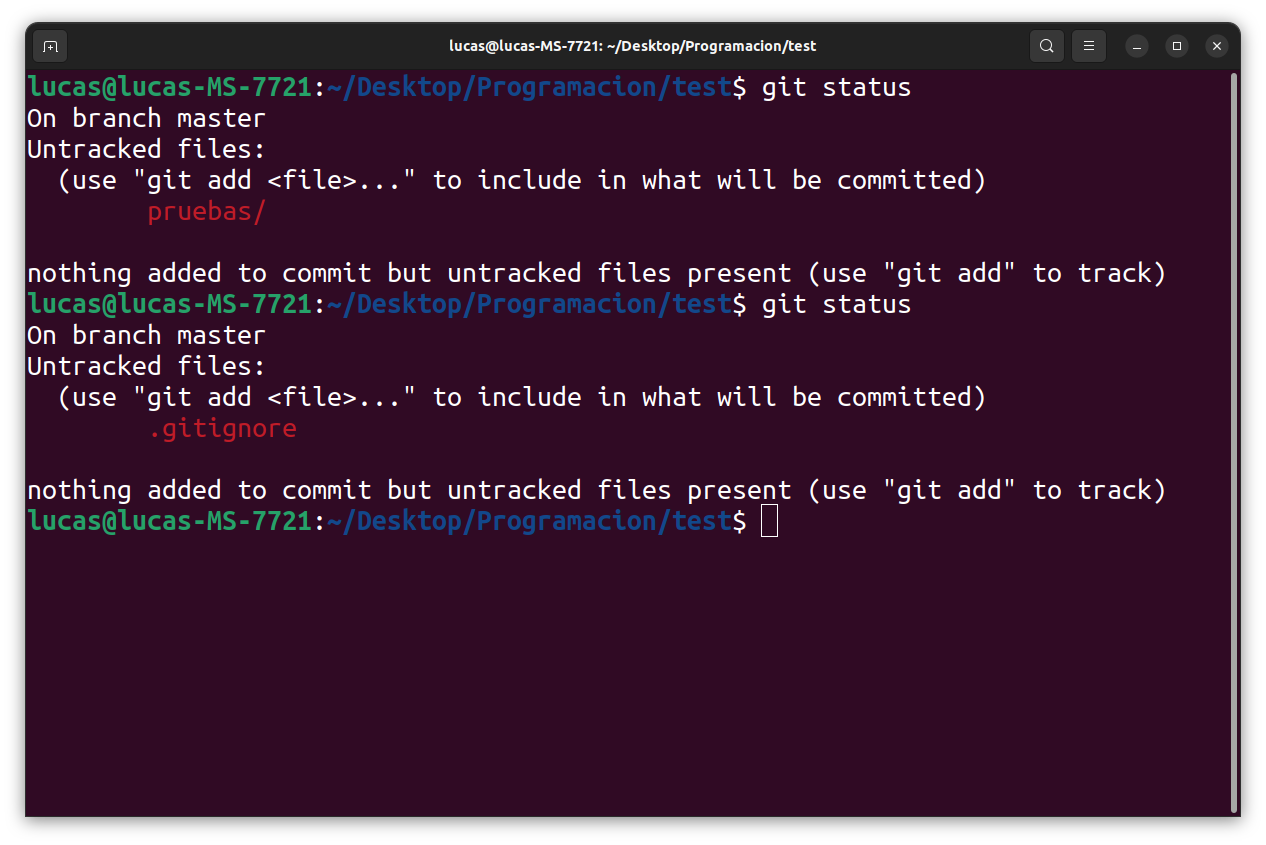 lucas@lucas-MS-7721: ~/Desktop/Programacion/test
lucas@lucas-MS-7721:~/Desktop/Programacion/test$ git status
On branch master
Untracked files:
  (use "git add <file>..." to include in what will be committed)
        pruebas/

nothing added to commit but untracked files present (use "git add" to track)
lucas@lucas-MS-7721:~/Desktop/Programacion/test$ git status
On branch master
Untracked files:
  (use "git add <file>..." to include in what will be committed)
        .gitignore

nothing added to commit but untracked files present (use "git add" to track)
lucas@lucas-MS-7721:~/Desktop/Programacion/test$